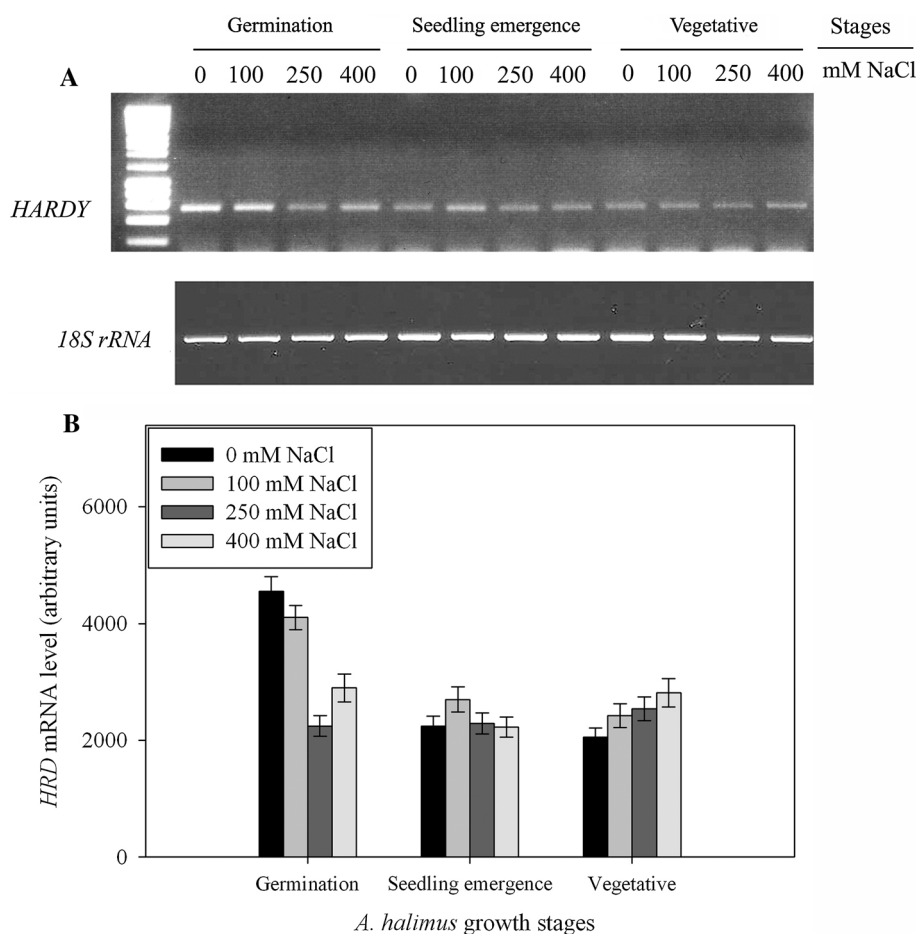 Germination Seedling emergence Vegetative Stages
0 100 250 400 0 100 250 400 0 100 250 400 mM NaCl
A
HARDY
18S rRNA
B
0 mM NaCl
100 mM NaCl
250 mM NaCl
400 mM NaCl
HRD mRNA level (arbitrary units)
6000
4000
2000
0
Germination Seedling emergence Vegetative
A. halimus growth stages